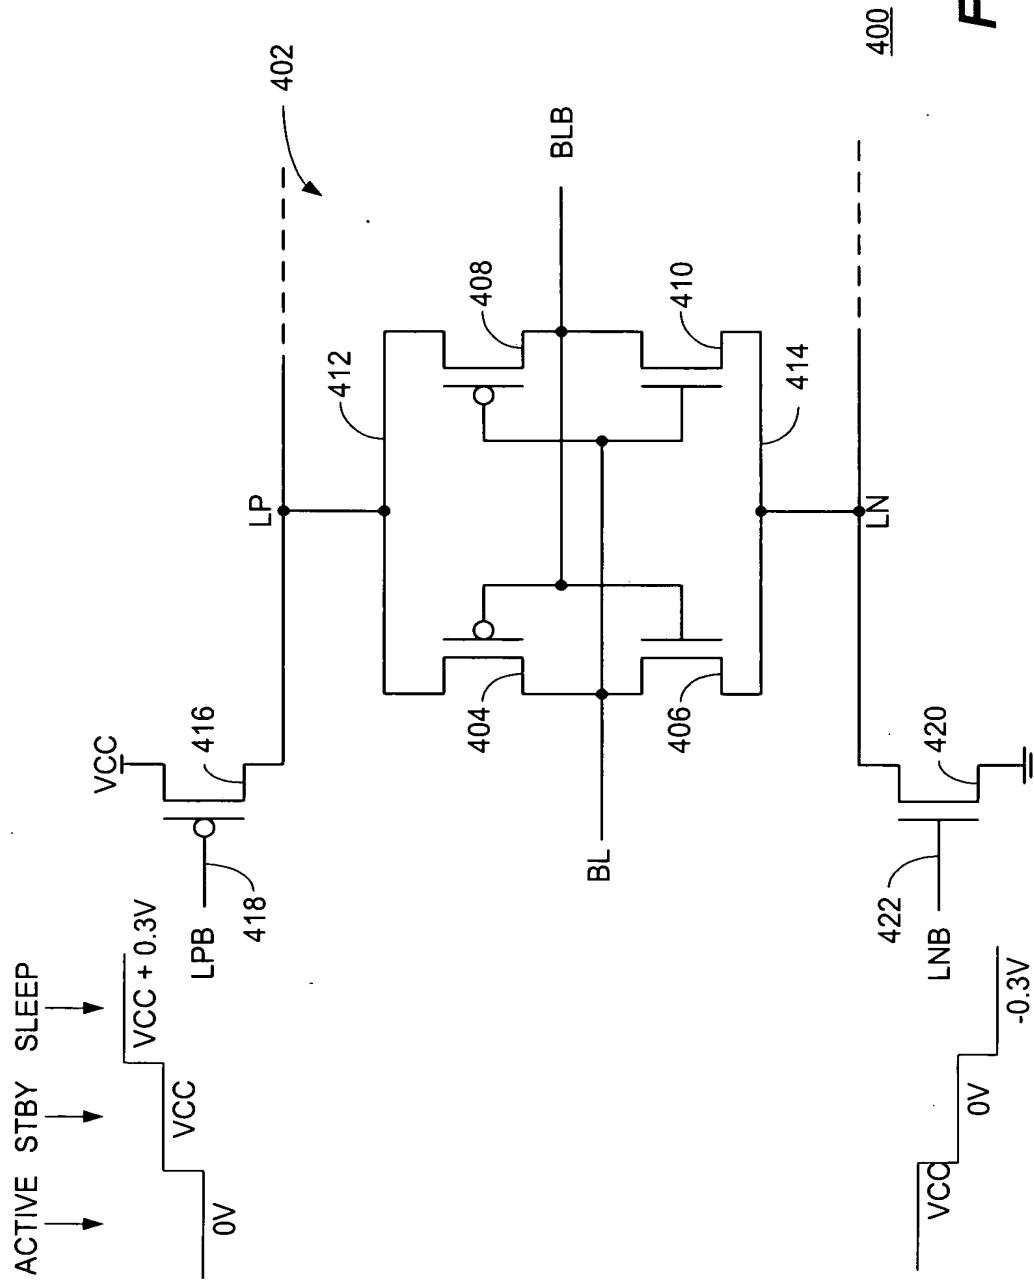 ACTIVE STBY SLEEP
0V
VCC
VCC + 0.3V
VCC
LPB
418
416
LP
412
402
404
408
BL
BLB
406
410
414
LN
LNB
422
420
VCC
0V
-0.3V
400
F